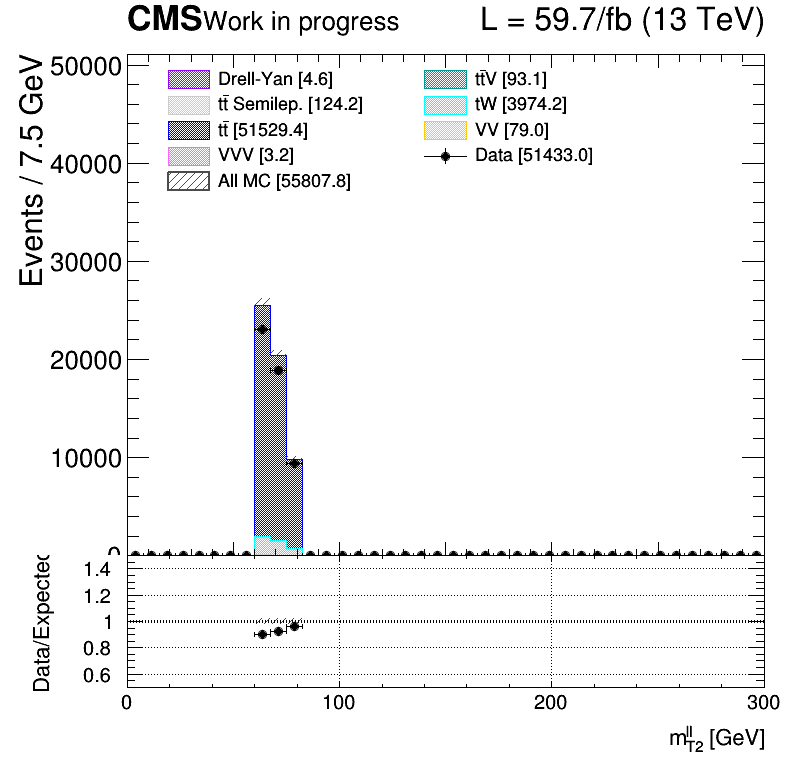 CMS Work in progress L = 59.7/fb (13 TeV)
Events / 7.5 GeV
50000
40000
30000
20000
10000
0
Drell-Yan [4.6]
tt̄ Semilep. [124.2]
tt̄ [51529.4]
VVV [3.2]
All MC [55807.8]
tt̄V [93.1]
tW [3974.2]
VV [79.0]
Data [51433.0]
Data/Expected
1.4
1.2
1
0.8
0.6
0 100 200 300
m_T2^ll [GeV]